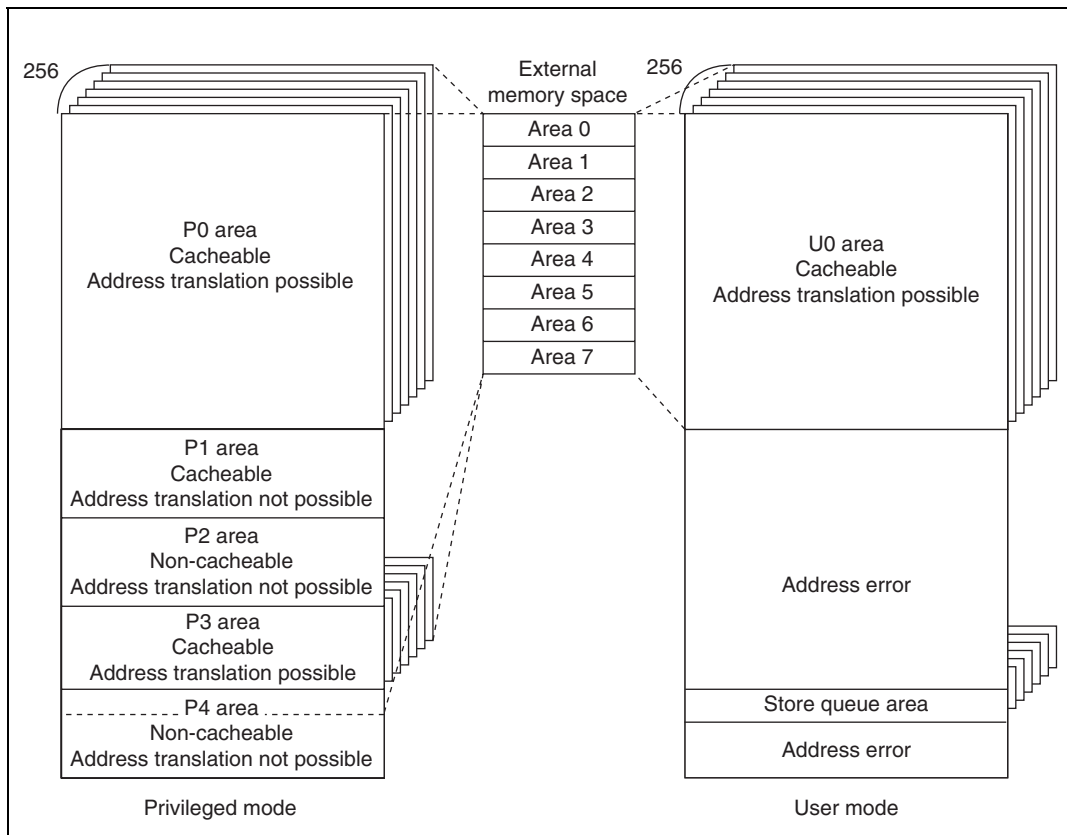 256
P0 area
Cacheable
Address translation possible
P1 area
Cacheable
Address translation not possible
P2 area
Non-cacheable
Address translation not possible
P3 area
Cacheable
Address translation possible
P4 area
Non-cacheable
Address translation not possible
Privileged mode
External
memory space
Area 0
Area 1
Area 2
Area 3
Area 4
Area 5
Area 6
Area 7
256
U0 area
Cacheable
Address translation possible
Address error
Store queue area
Address error
User mode